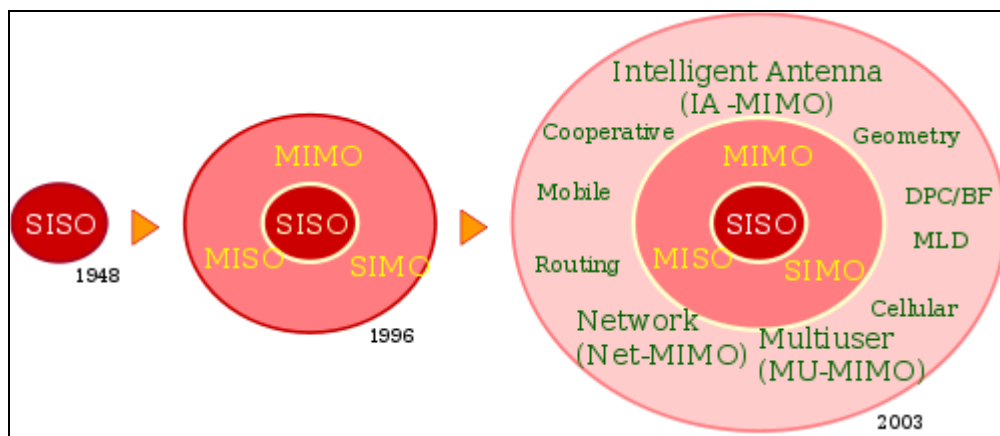 SISO
1948
MIMO
SISO
MISO
SIMO
1996
Intelligent Antenna
(IA -MIMO)
Cooperative
Geometry
MIMO
Mobile
DPC/BF
SISO
MLD
Routing
MISO
SIMO
Cellular
Network
(Net-MIMO)
Multiuser
(MU-MIMO)
2003